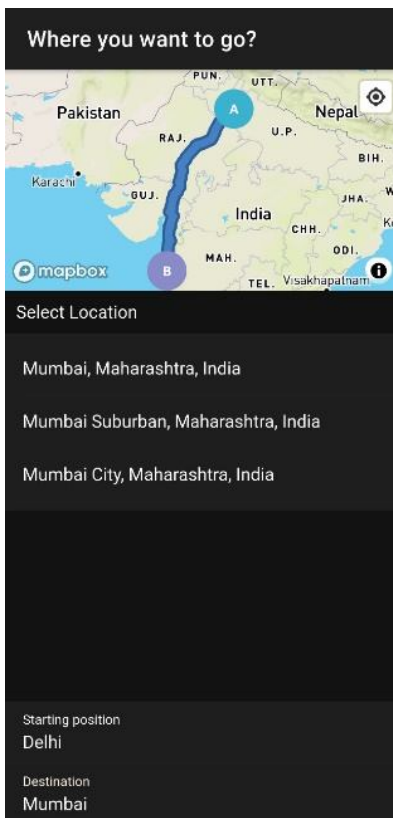 Where you want to go?
PUN.
UTT.
Pakistan
A
Nepal
RAJ.
U.P.
BIH.
Karachi
GUJ.
JHA.
W
India
CHH.
K
ODI.
mapbox
B
MAH.
TEL.
Visakhapatnam
i
Select Location
Mumbai, Maharashtra, India
Mumbai Suburban, Maharashtra, India
Mumbai City, Maharashtra, India
Starting position
Delhi
Destination
Mumbai